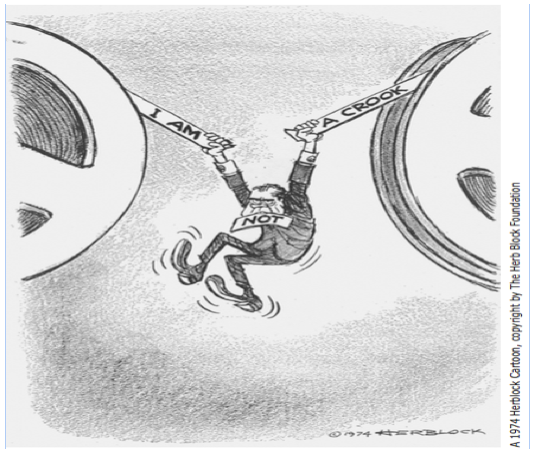 I AM
NOT
A CROOK
©1974 HERBLOCK
A 1974 Herblock Cartoon, copyright by The Herb Block Foundation